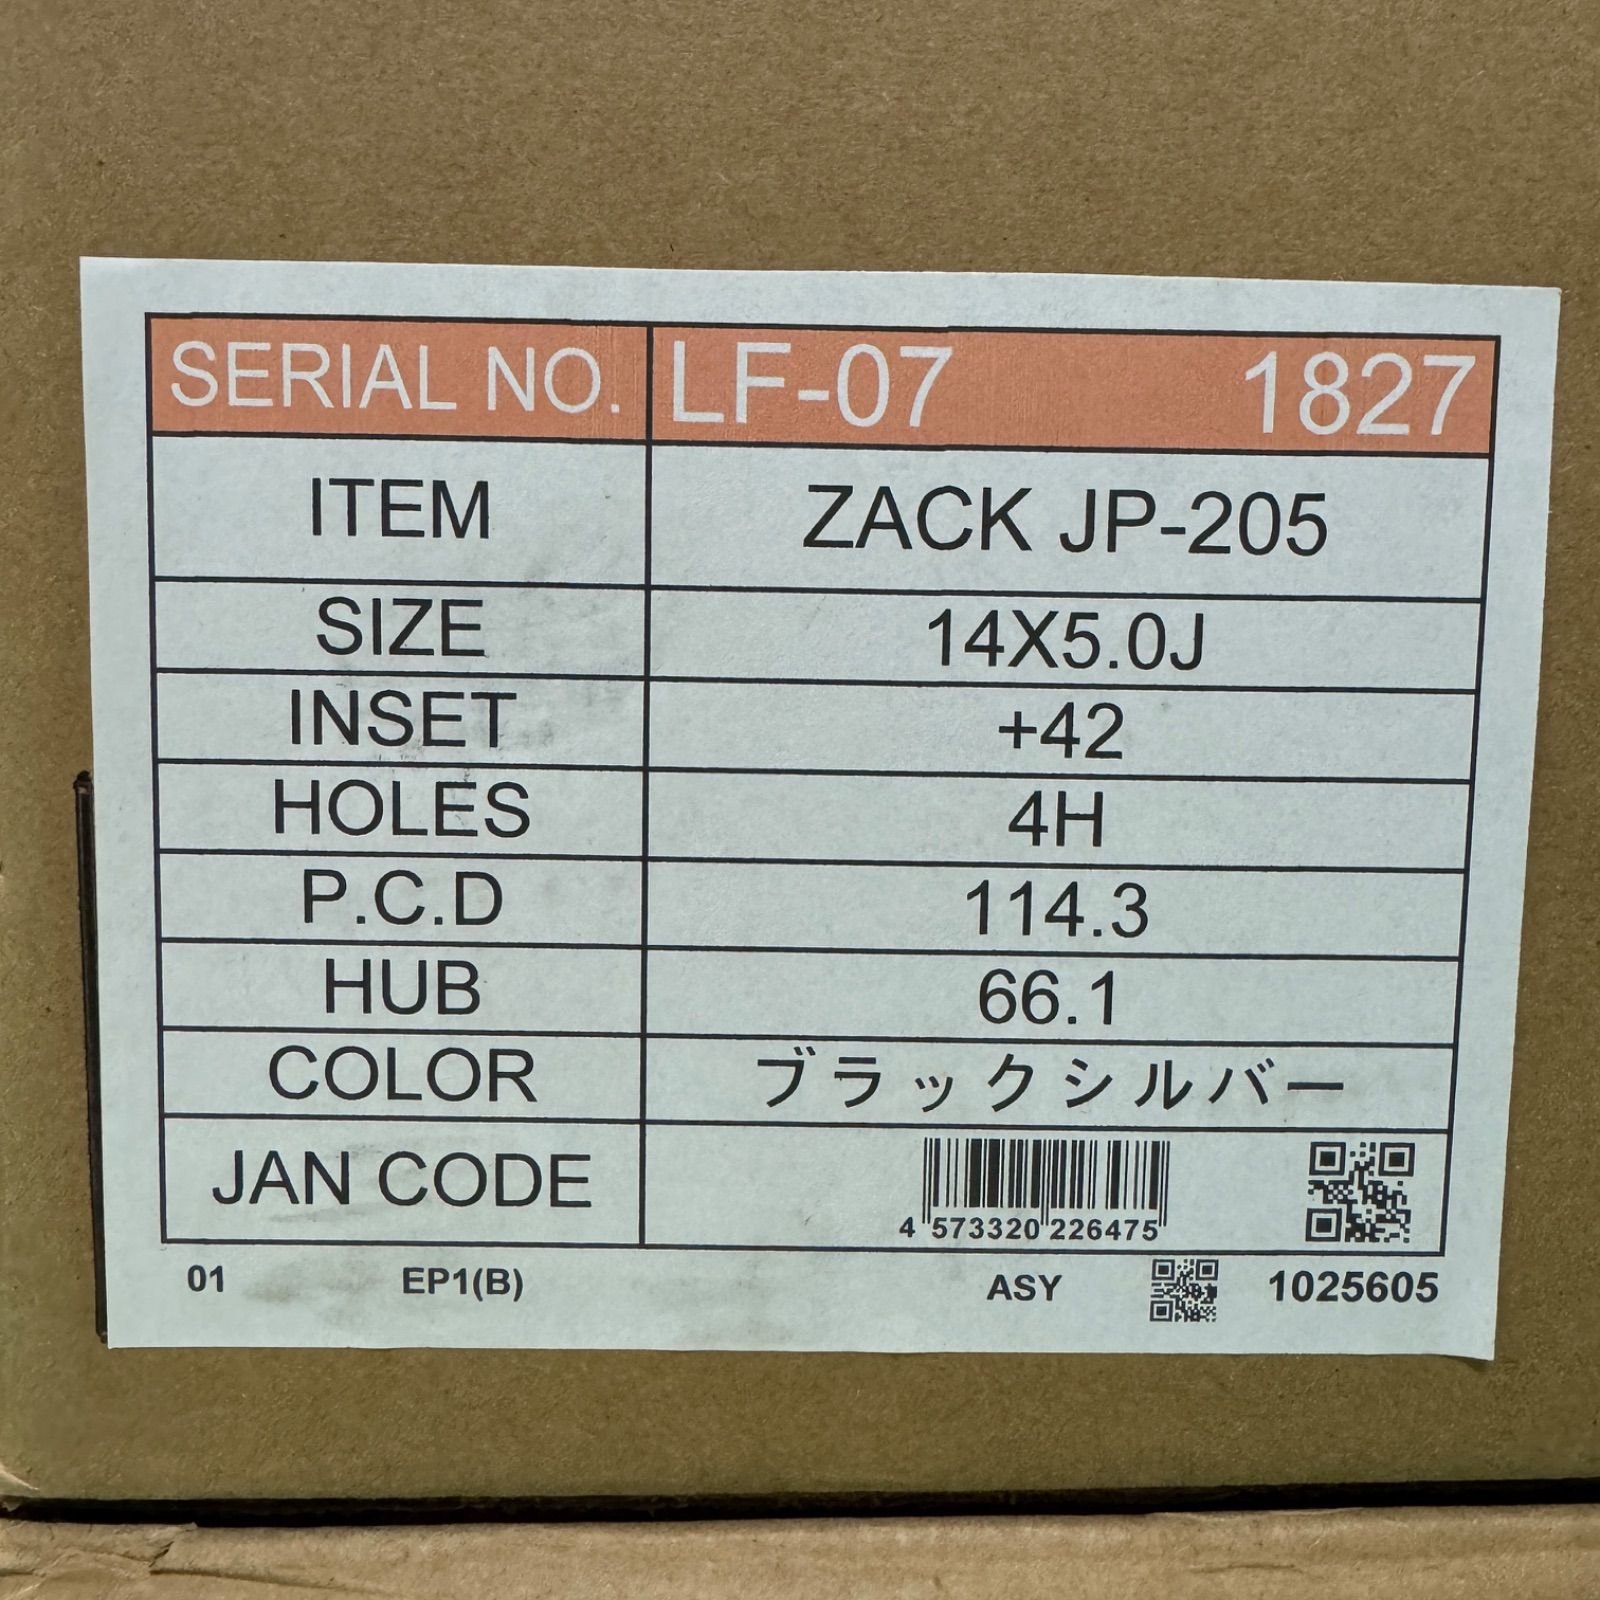 SERIAL NO. LF-07 1827
ITEM ZACK JP-205
SIZE 14X5.0J
INSET +42
HOLES 4H
P.C.D 114.3
HUB 66.1
COLOR ブラックシルバー
JAN CODE 4 573320 226475
01 EP1(B) ASY 1025605